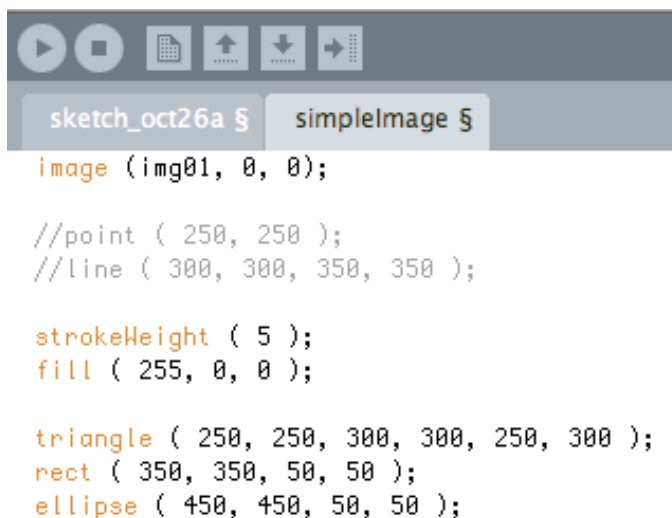 sketch_oct26a § simpleImage §
image (img01, 0, 0);
//point ( 250, 250 );
//line ( 300, 300, 350, 350 );
strokeWeight ( 5 );
fill ( 255, 0, 0 );
triangle ( 250, 250, 300, 300, 250, 300 );
rect ( 350, 350, 50, 50 );
ellipse ( 450, 450, 50, 50 );